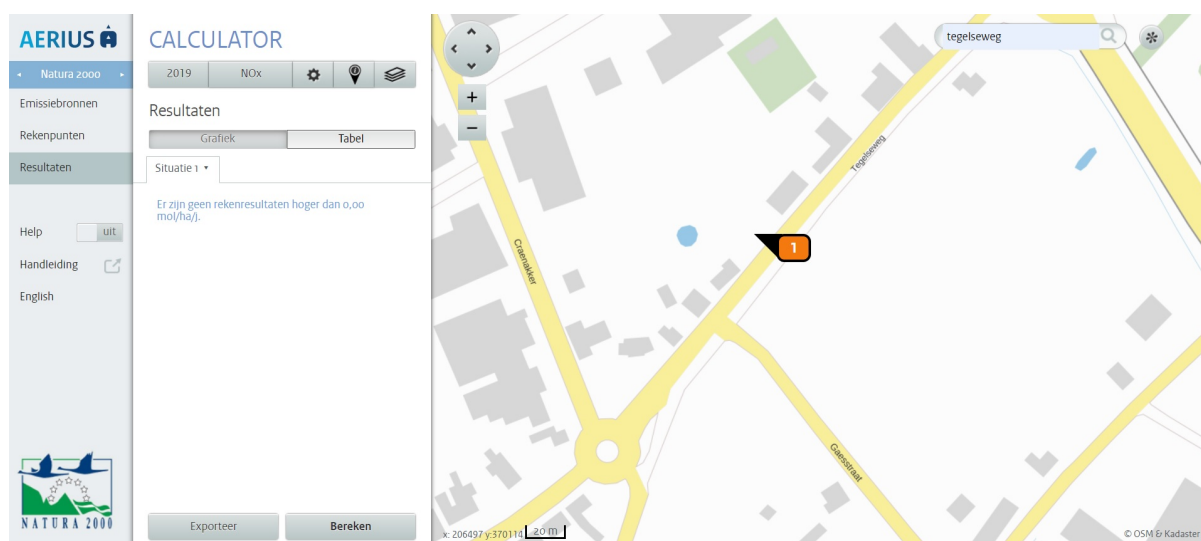 AERIUS
Natura 2000
Emissiebronnen
Rekenpunten
Resultaten
Help
uit
Handleiding
English
NATURA 2000
CALCULATOR
2019
NOx
Resultaten
Grafiek
Tabel
Situatie 1
Er zijn geen rekenresultaten hoger dan 0,00
mol/ha/j.
Exporteer
Bereken
tegelseweg
+
−
Tegelseweg
1
Craenakker
Gaesstraat
x: 206497 y:370114
20 m
© OSM & Kadaster